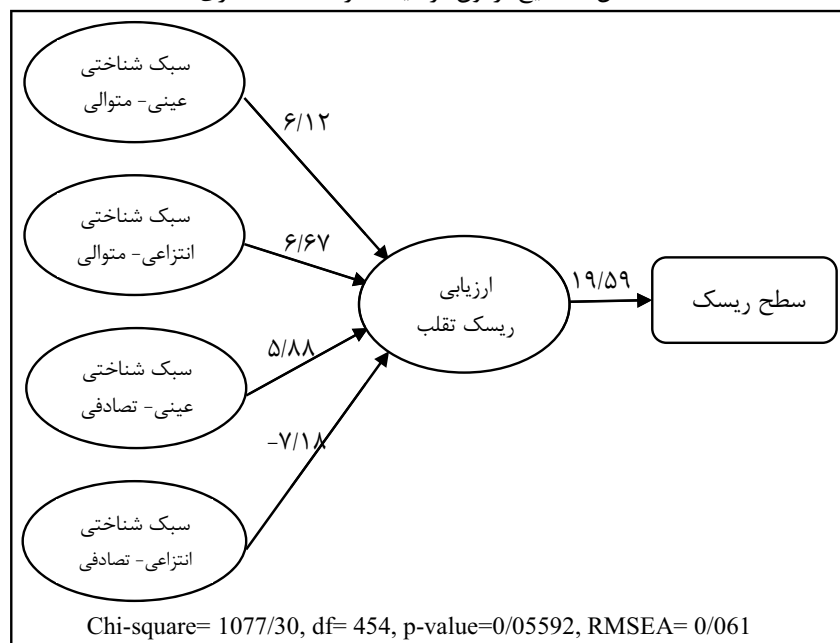 سبک شناختی
عینی- متوالی
۶/۱۲
سبک شناختی
انتزاعی- متوالی
۶/۶۷
ارزیابی
ریسک تقلب
۱۹/۵۹
سطح ریسک
سبک شناختی
عینی- تصادفی
۵/۸۸
سبک شناختی
انتزاعی- تصادفی
-۷/۱۸
Chi-square= 1077/30, df= 454, p-value=0/05592, RMSEA= 0/061